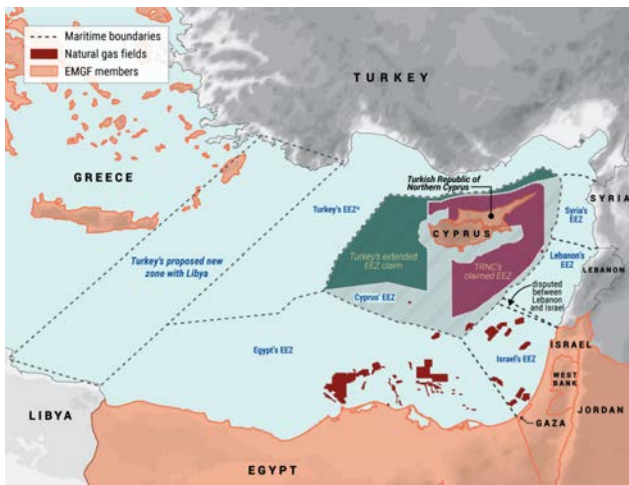 Maritime boundaries
Natural gas fields
EMGF members
TURKEY
GREECE
Turkish Republic of
Northern Cyprus
SYRIA
Turkey's EEZ*
Syria's
EEZ
CYPRUS
Turkey's extended
EEZ claim
TRNC's
claimed EEZ
Lebanon's
EEZ
LEBANON
Turkey's proposed new
zone with Libya
Cyprus' EEZ
disputed
between
Lebanon
and Israel
Egypt's EEZ
Israel's EEZ
ISRAEL
WEST
BANK
LIBYA
GAZA
JORDAN
EGYPT